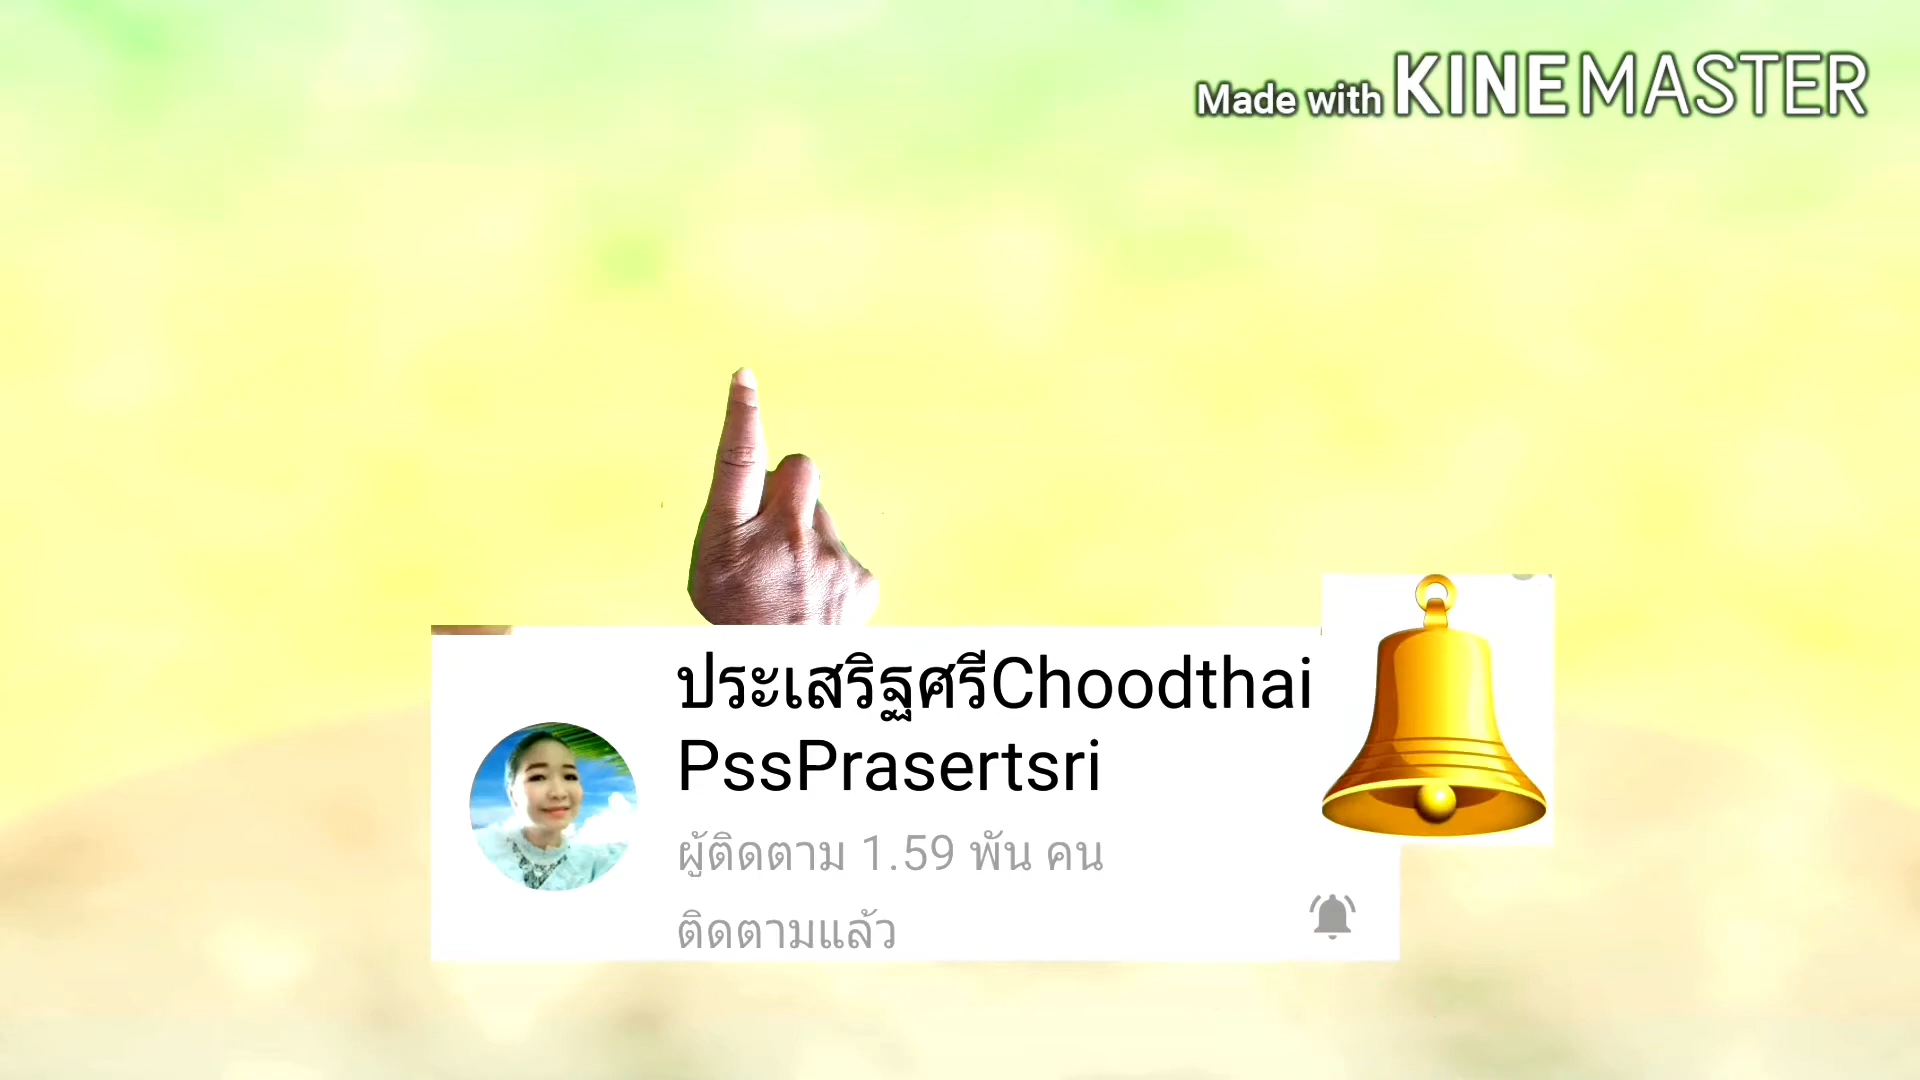 Made with KINEMASTER
ประเสริฐศรีChoodthai
PssPrasertsri
ผู้ติดตาม 1.59 พัน คน
ติดตามแล้ว